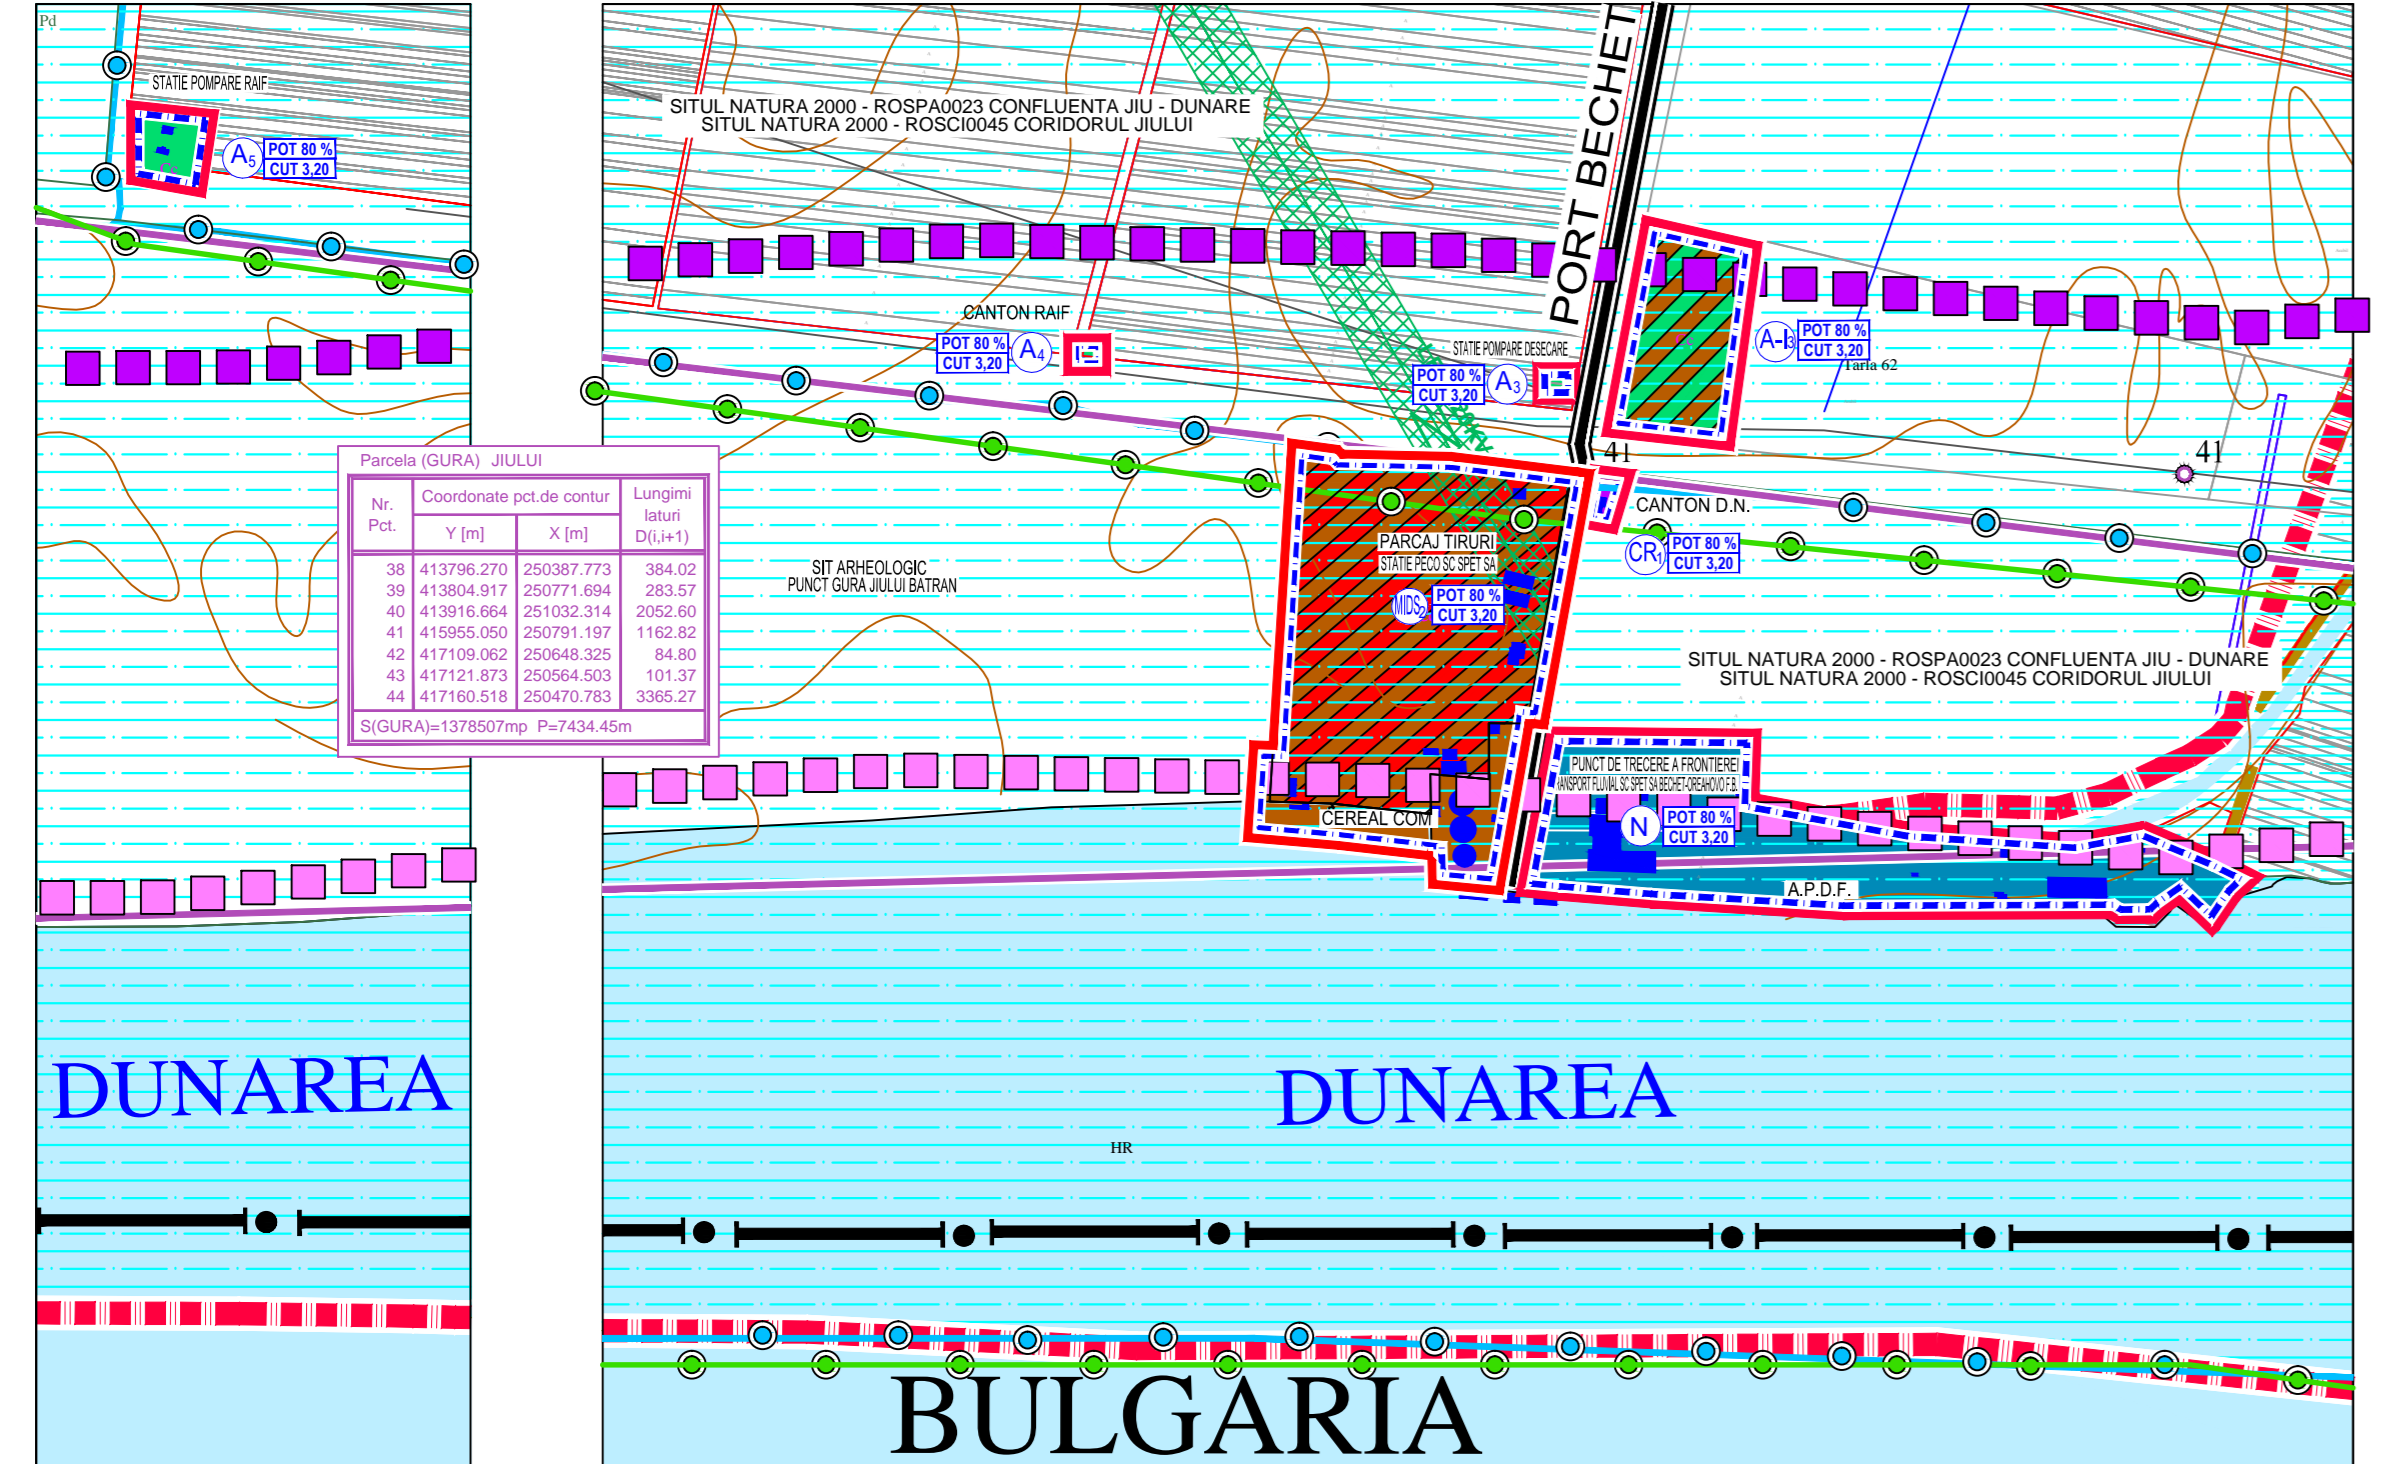 Pd
STATIE POMPARE RAIF
A5
POT 80 %
CUT 3,20
Cc
SITUL NATURA 2000 - ROSPA0023 CONFLUENTA JIU - DUNARE
SITUL NATURA 2000 - ROSCI0045 CORIDORUL JIULUI
PORT BECHET
CANTON RAIF
POT 80 %
CUT 3,20
A4
STATIE POMPARE DESECARE
POT 80 %
CUT 3,20
A3
A-I3
POT 80 %
CUT 3,20
Tarla 62
41
41
CANTON D.N.
CR1
POT 80 %
CUT 3,20
Parcela (GURA) JIULUI
Nr. Pct.
Coordonate pct.de contur
Lungimi laturi D(i,i+1)
Y [m]
X [m]
38 413796.270 250387.773 384.02
39 413804.917 250771.694 283.57
40 413916.664 251032.314 2052.60
41 415955.050 250791.197 1162.82
42 417109.062 250648.325 84.80
43 417121.873 250564.503 101.37
44 417160.518 250470.783 3365.27
S(GURA)=1378507mp P=7434.45m
SIT ARHEOLOGIC
PUNCT GURA JIULUI BATRAN
PARCAJ TIRURI
STATIE PECO SC SPET SA
MIDS2
POT 80 %
CUT 3,20
SITUL NATURA 2000 - ROSPA0023 CONFLUENTA JIU - DUNARE
SITUL NATURA 2000 - ROSCI0045 CORIDORUL JIULUI
PUNCT DE TRECERE A FRONTIEREI
RANSPORT FLUVIAL SC SPET SA BECHET-OREAHOVO F.B.
CEREAL COM
N
POT 80 %
CUT 3,20
A.P.D.F.
DUNAREA
DUNAREA
HR
BULGARIA